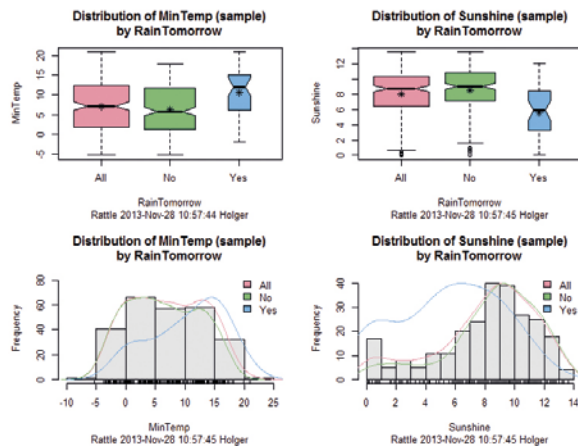 Distribution of MinTemp (sample)
by RainTomorrow
MinTemp
20
15
10
5
0
-5
All No Yes
RainTomorrow
Rattle 2013-Nov-28 10:57:44 Holger
Distribution of Sunshine (sample)
by RainTomorrow
Sunshine
12
8
6
4
2
0
All No Yes
RainTomorrow
Rattle 2013-Nov-28 10:57:45 Holger
Distribution of MinTemp (sample)
by RainTomorrow
All
No
Yes
Frequency
80
60
40
20
0
-10 -5 0 5 10 15 20 25
MinTemp
Rattle 2013-Nov-28 10:57:45 Holger
Distribution of Sunshine (sample)
by RainTomorrow
All
No
Yes
Frequency
40
30
20
10
0
0 2 4 6 8 10 12 14
Sunshine
Rattle 2013-Nov-28 10:57:45 Holger